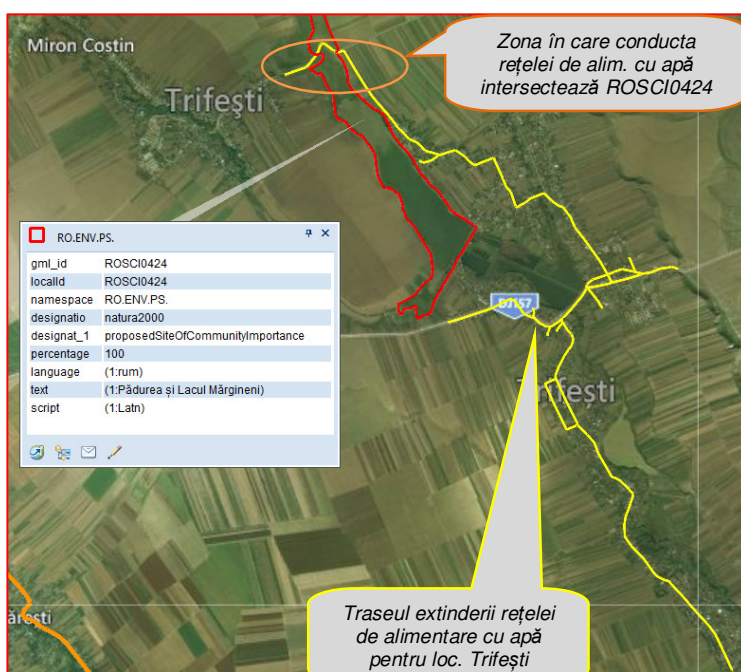 Miron Costin
Zona în care conducta
rețelei de alim. cu apă
intersectează ROSCI0424
Trifești
RO.ENV.PS.
gml_id ROSCI0424
localId ROSCI0424
namespace RO.ENV.PS.
designatio natura2000
designat_1 proposedSiteOfCommunityImportance
percentage 100
language (1:rum)
text (1:Pădurea și Lacul Mărgineni)
script (1:Latn)
DJ157
ifești
ărești
Traseul extinderii rețelei
de alimentare cu apă
pentru loc. Trifești